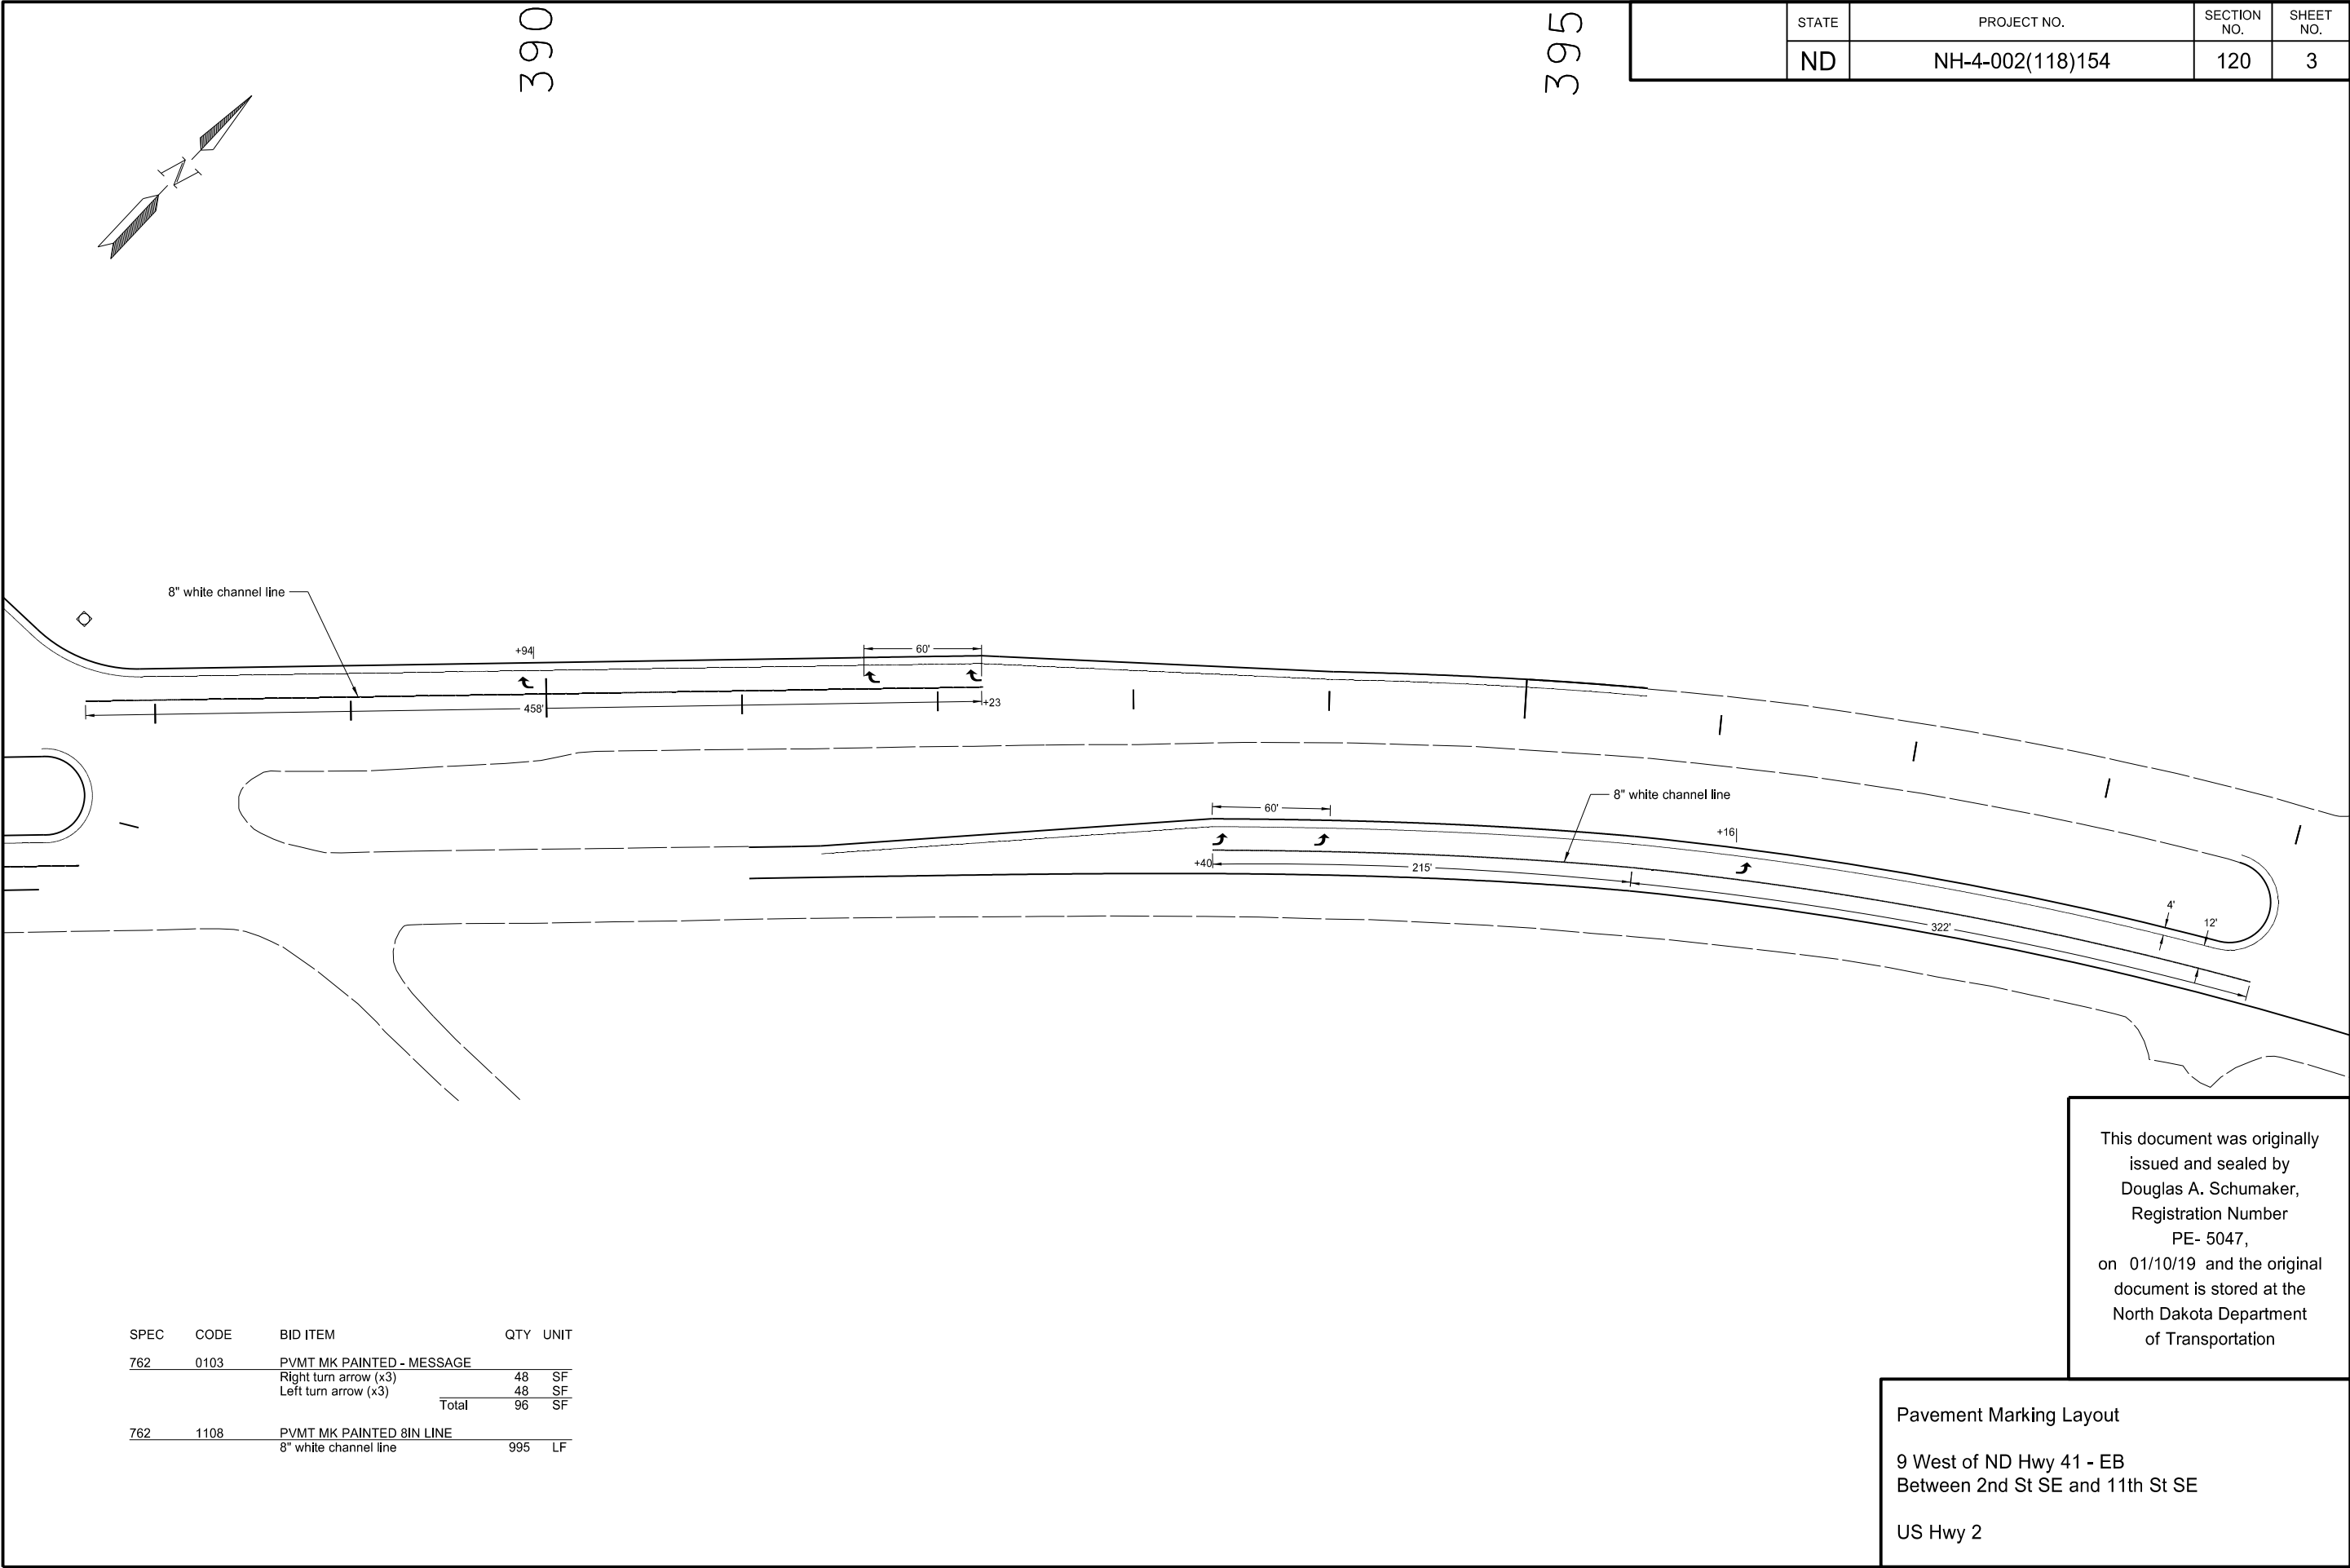 390
395
STATE PROJECT NO. SECTION NO. SHEET NO.
ND NH-4-002(118)154 120 3
N
8" white channel line
+94
60'
458'
+23
60'
8" white channel line
+16
+40
215'
4'
12'
322'
This document was originally
issued and sealed by
Douglas A. Schumaker,
Registration Number
PE- 5047,
on 01/10/19 and the original
document is stored at the
North Dakota Department
of Transportation
SPEC CODE BID ITEM QTY UNIT
762 0103 PVMT MK PAINTED - MESSAGE
Right turn arrow (x3) 48 SF
Left turn arrow (x3) 48 SF
Total 96 SF
762 1108 PVMT MK PAINTED 8IN LINE
8" white channel line 995 LF
Pavement Marking Layout
9 West of ND Hwy 41 - EB
Between 2nd St SE and 11th St SE
US Hwy 2